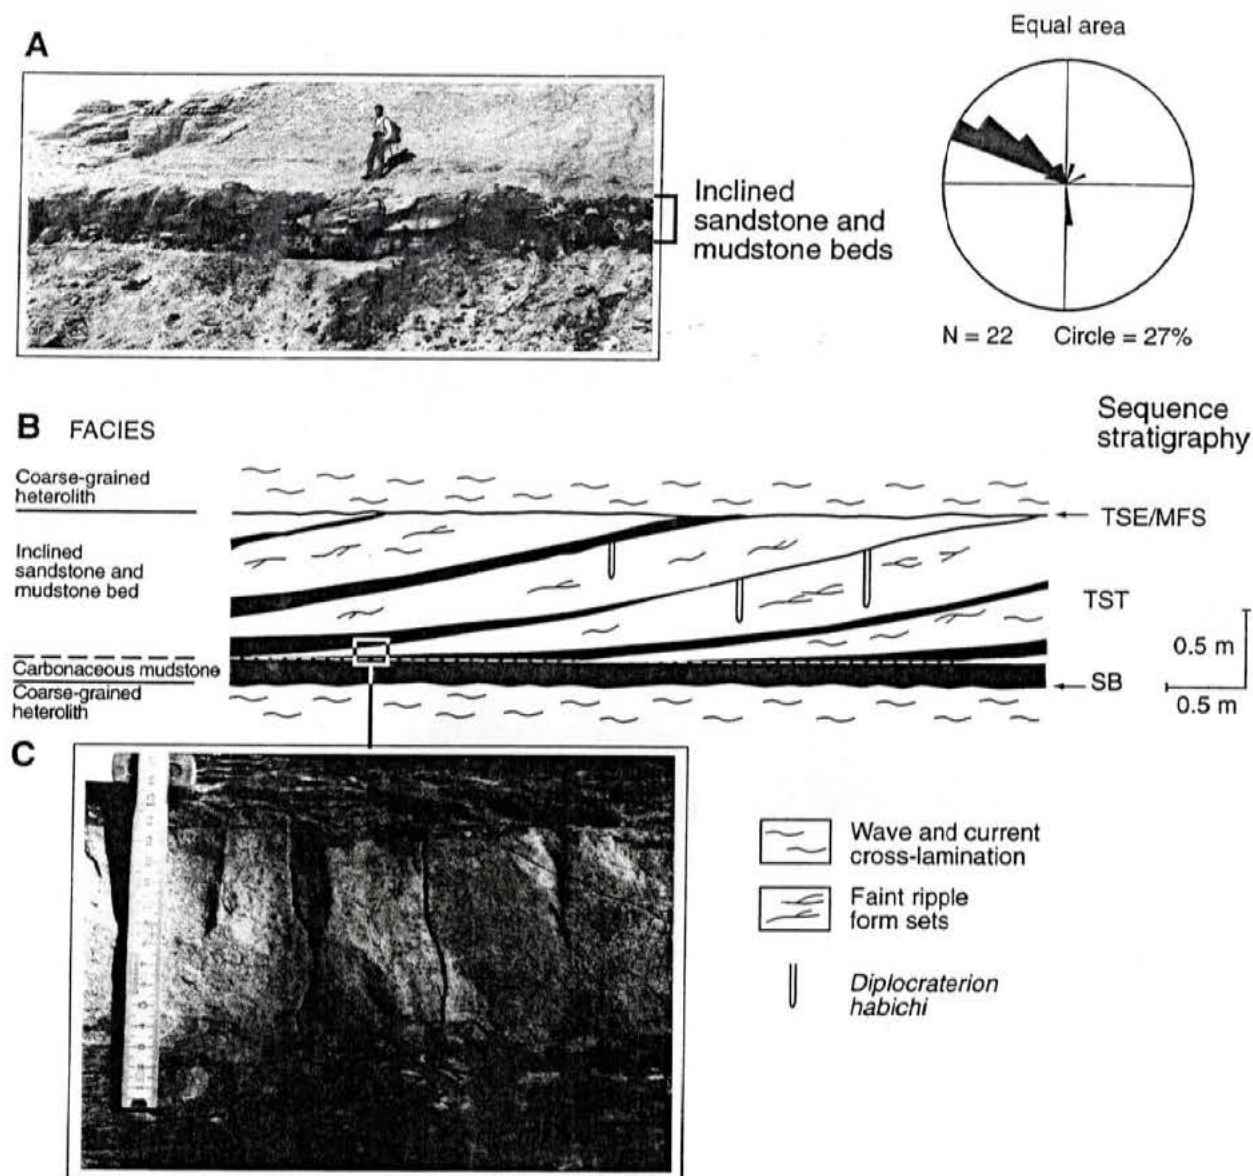 A
Equal area
Inclined
sandstone and
mudstone beds
N = 22 Circle = 27%
B FACIES
Sequence
stratigraphy
Coarse-grained
heterolith
TSE/MFS
Inclined
sandstone and
mudstone bed
TST
0.5 m
Carbonaceous mudstone
SB
Coarse-grained
heterolith
0.5 m
C
Wave and current
cross-lamination
Faint ripple
form sets
Diplocraterion
habichi